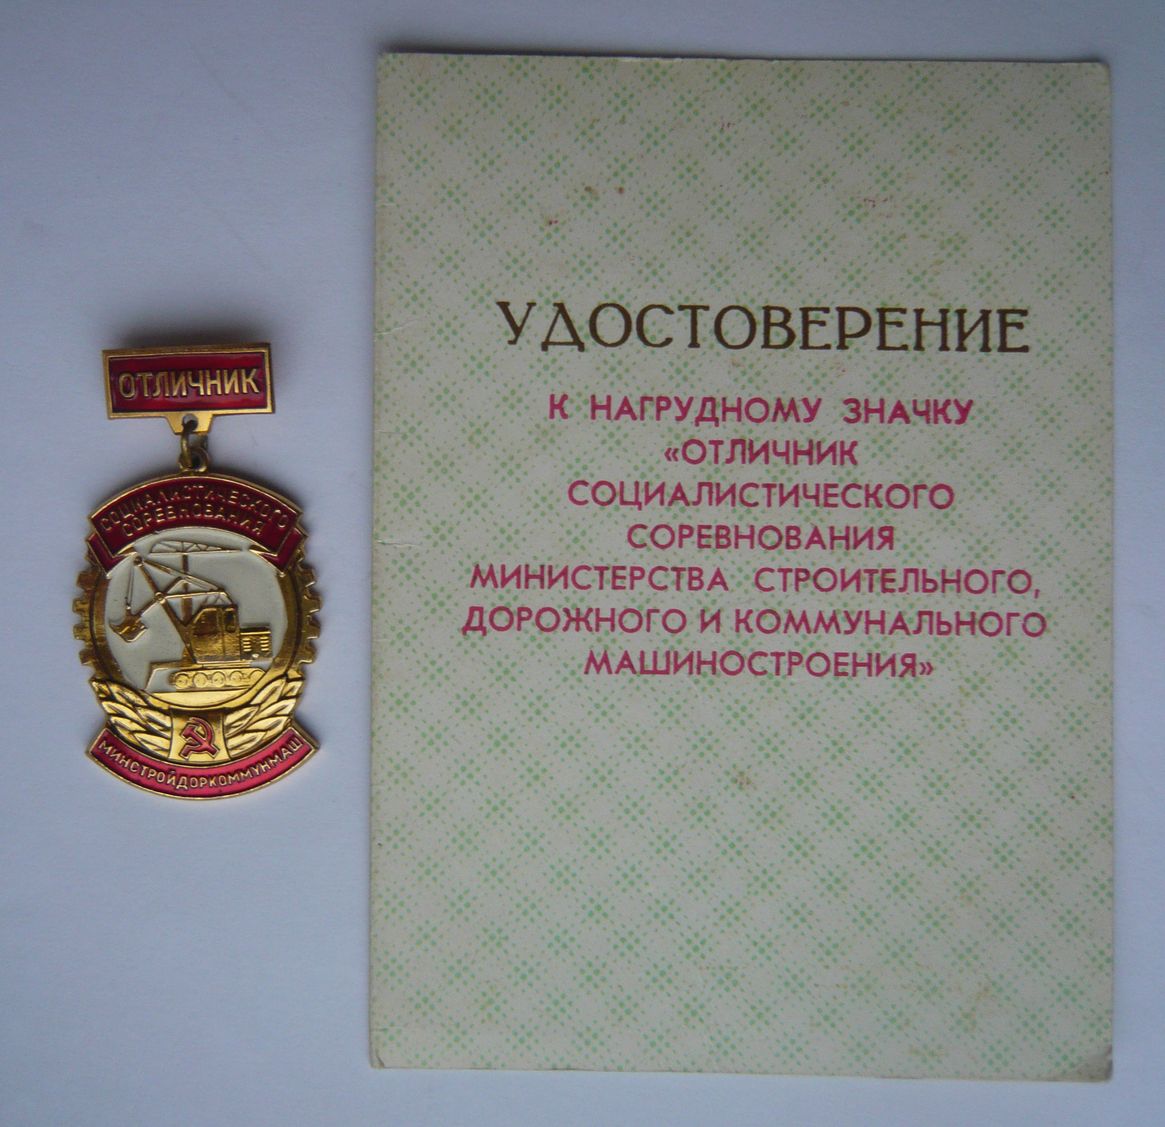 ОТЛИЧНИК
СОЦИАЛИСТИЧЕСКОГО
СОРЕВНОВАНИЯ
МИНСТРОЙДОРКОММУНМАШ
УДОСТОВЕРЕНИЕ
К НАГРУДНОМУ ЗНАЧКУ
«ОТЛИЧНИК
СОЦИАЛИСТИЧЕСКОГО
СОРЕВНОВАНИЯ
МИНИСТЕРСТВА СТРОИТЕЛЬНОГО,
ДОРОЖНОГО И КОММУНАЛЬНОГО
МАШИНОСТРОЕНИЯ»